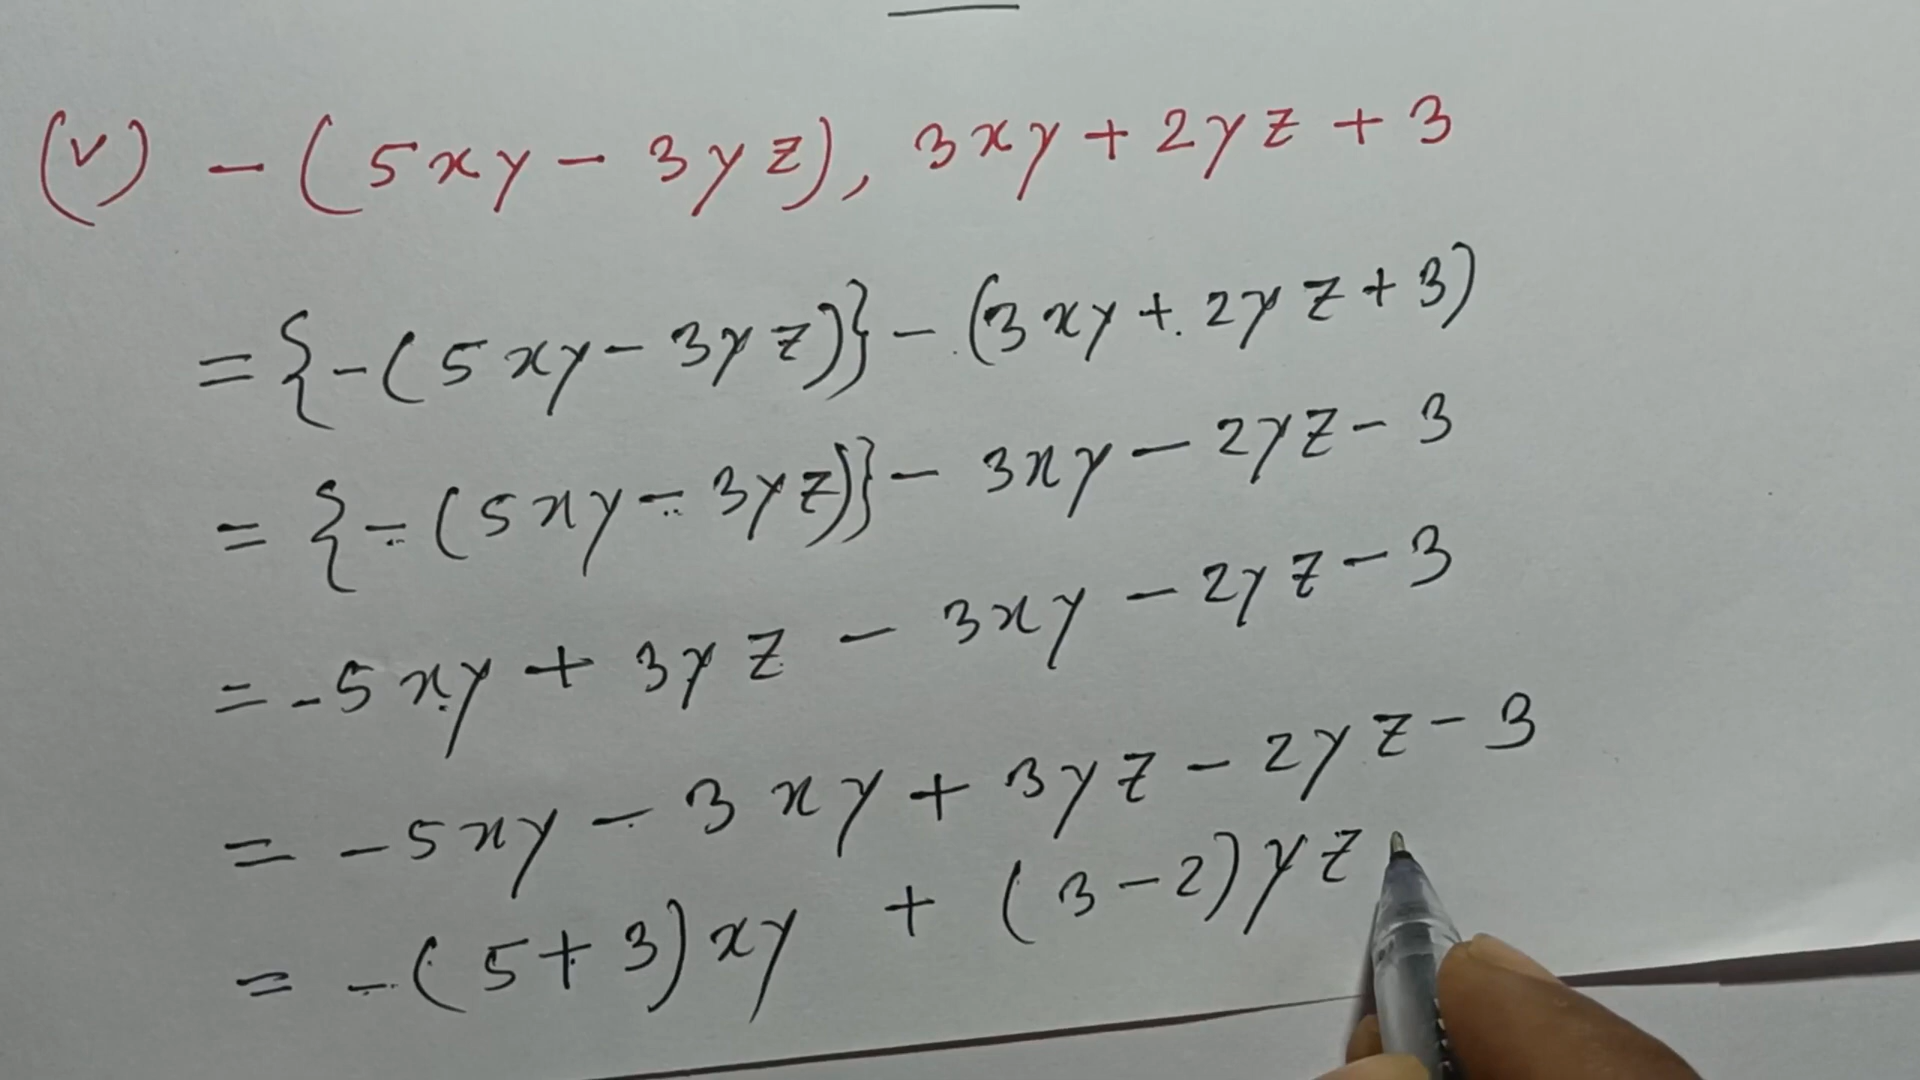 (v) - (5xy - 3yz), 3xy + 2yz + 3
= {-(5xy - 3yz)} - (3xy + 2yz + 3)
= {-(5xy - 3yz)} - 3xy - 2yz - 3
= -5xy + 3yz - 3xy - 2yz - 3
= -5xy - 3xy + 3yz - 2yz - 3
= -(5+3)xy + (3-2)yz